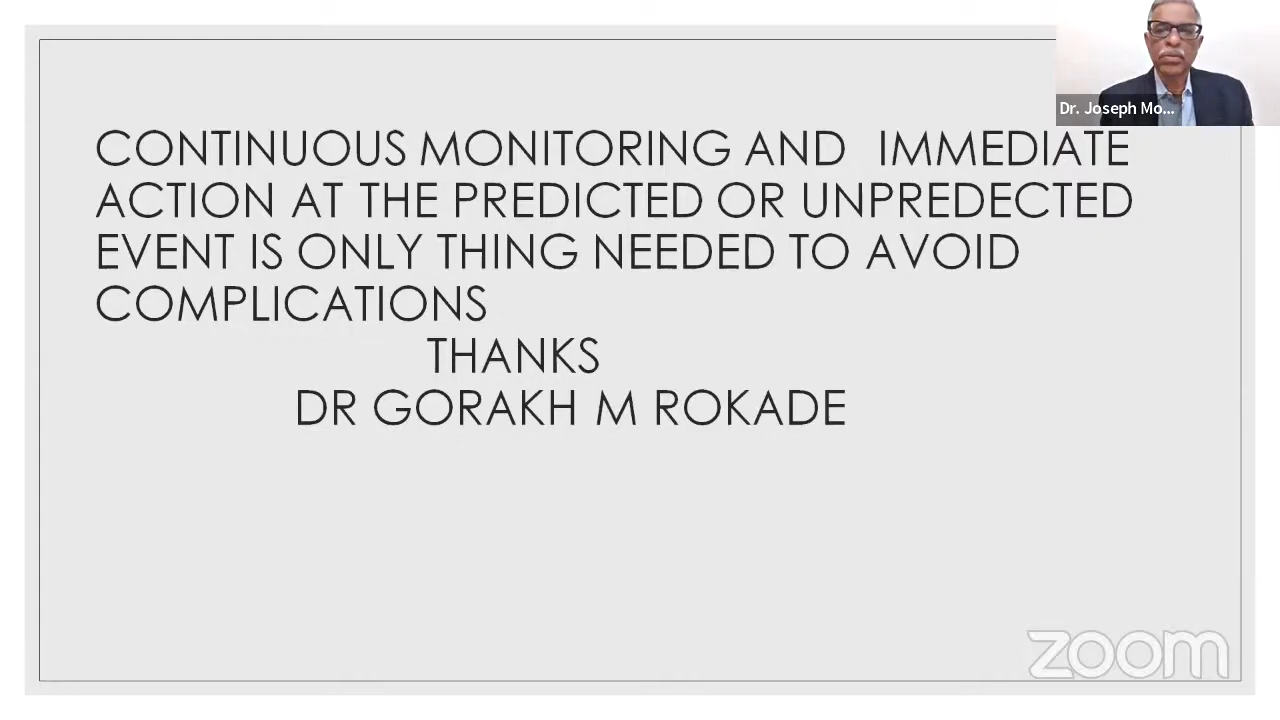 Dr. Joseph Mo...
CONTINUOUS MONITORING AND IMMEDIATE
ACTION AT THE PREDICTED OR UNPREDECTED
EVENT IS ONLY THING NEEDED TO AVOID
COMPLICATIONS
THANKS
DR GORAKH M ROKADE
zoom